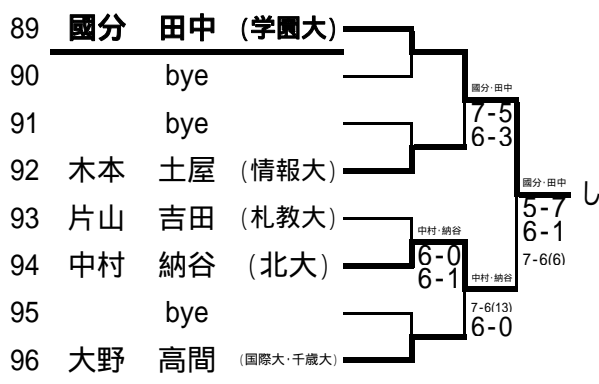 89 國分 田中 (学園大)
90 bye
國分･田中
7-5
6-3
91 bye
92 木本 土屋 (情報大)
國分･田中
5-7
6-1
7-6(6)
し
93 片山 吉田 (札教大)
中村･納谷
6-0
6-1
94 中村 納谷 (北大)
中村･納谷
7-6(13)
6-0
95 bye
96 大野 高間 (国際大･千歳大)